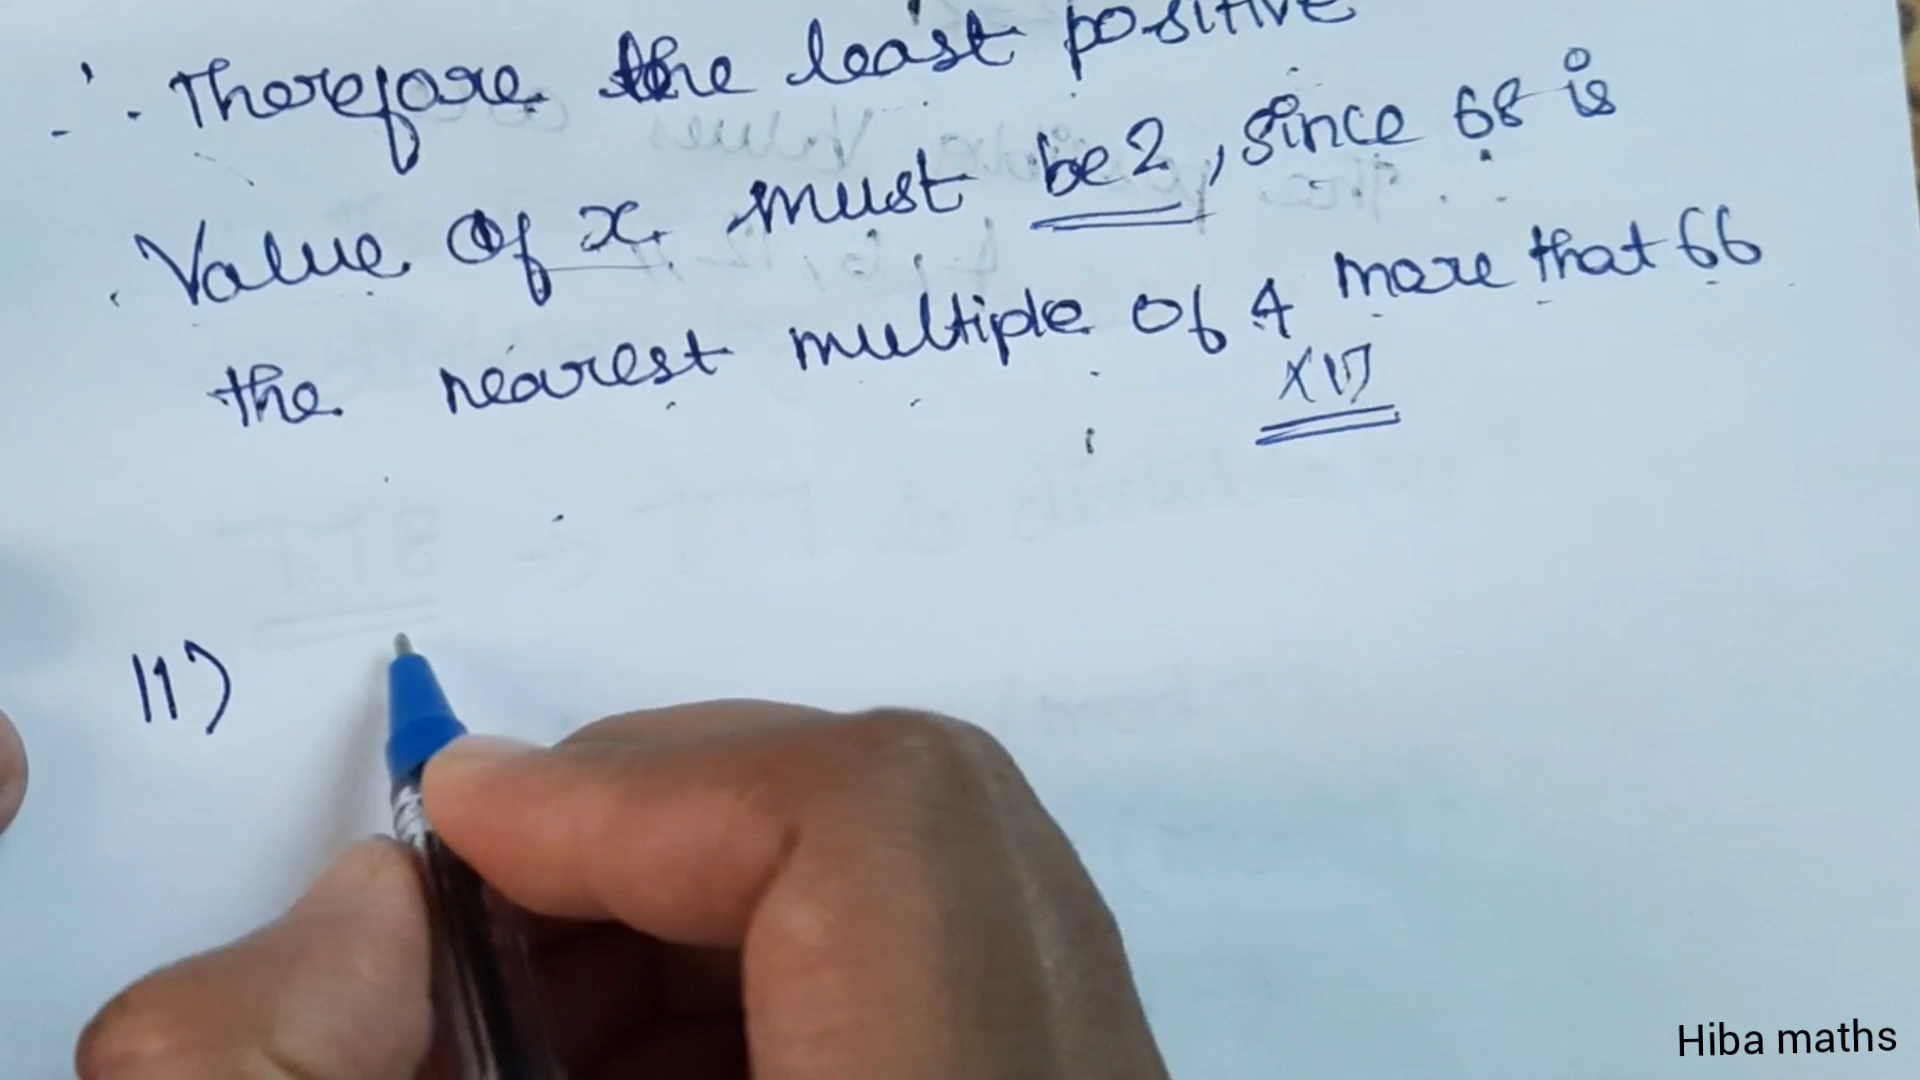 ∴ Therefore the least positive
Value of x must be 2, since 68 is
the nearest multiple of 4 more that 66
11)
Hiba maths